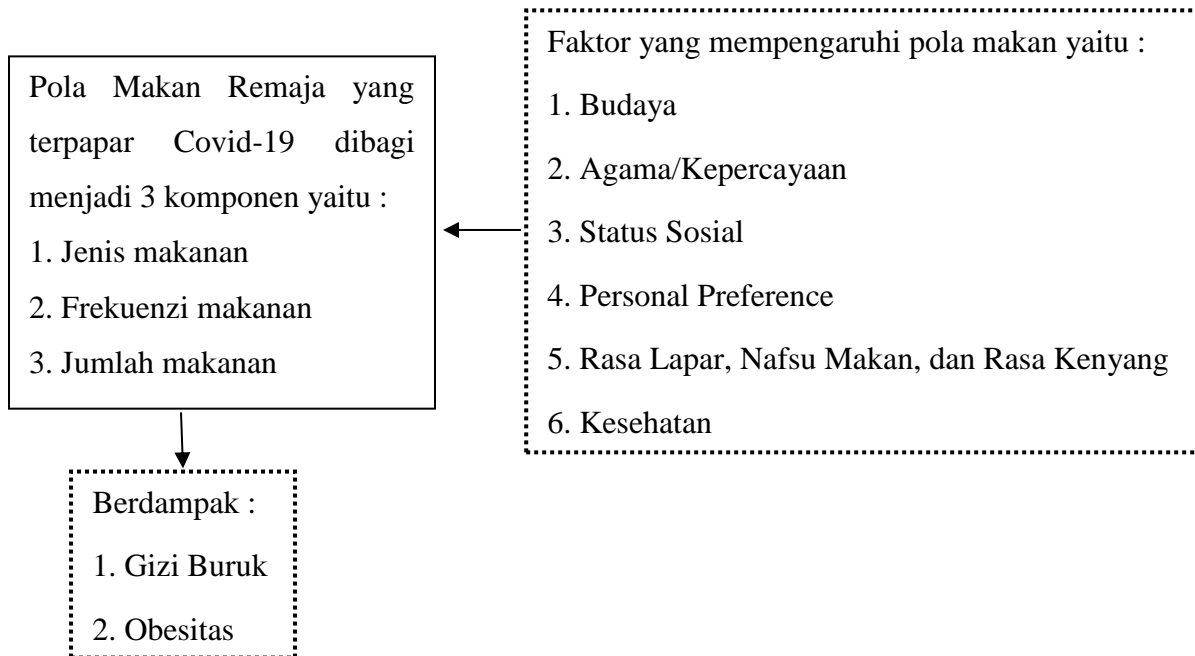 Pola Makan Remaja yang
terpapar Covid-19 dibagi
menjadi 3 komponen yaitu :
1. Jenis makanan
2. Frekuenzi makanan
3. Jumlah makanan
Faktor yang mempengaruhi pola makan yaitu :
1. Budaya
2. Agama/Kepercayaan
3. Status Sosial
4. Personal Preference
5. Rasa Lapar, Nafsu Makan, dan Rasa Kenyang
6. Kesehatan
Berdampak :
1. Gizi Buruk
2. Obesitas